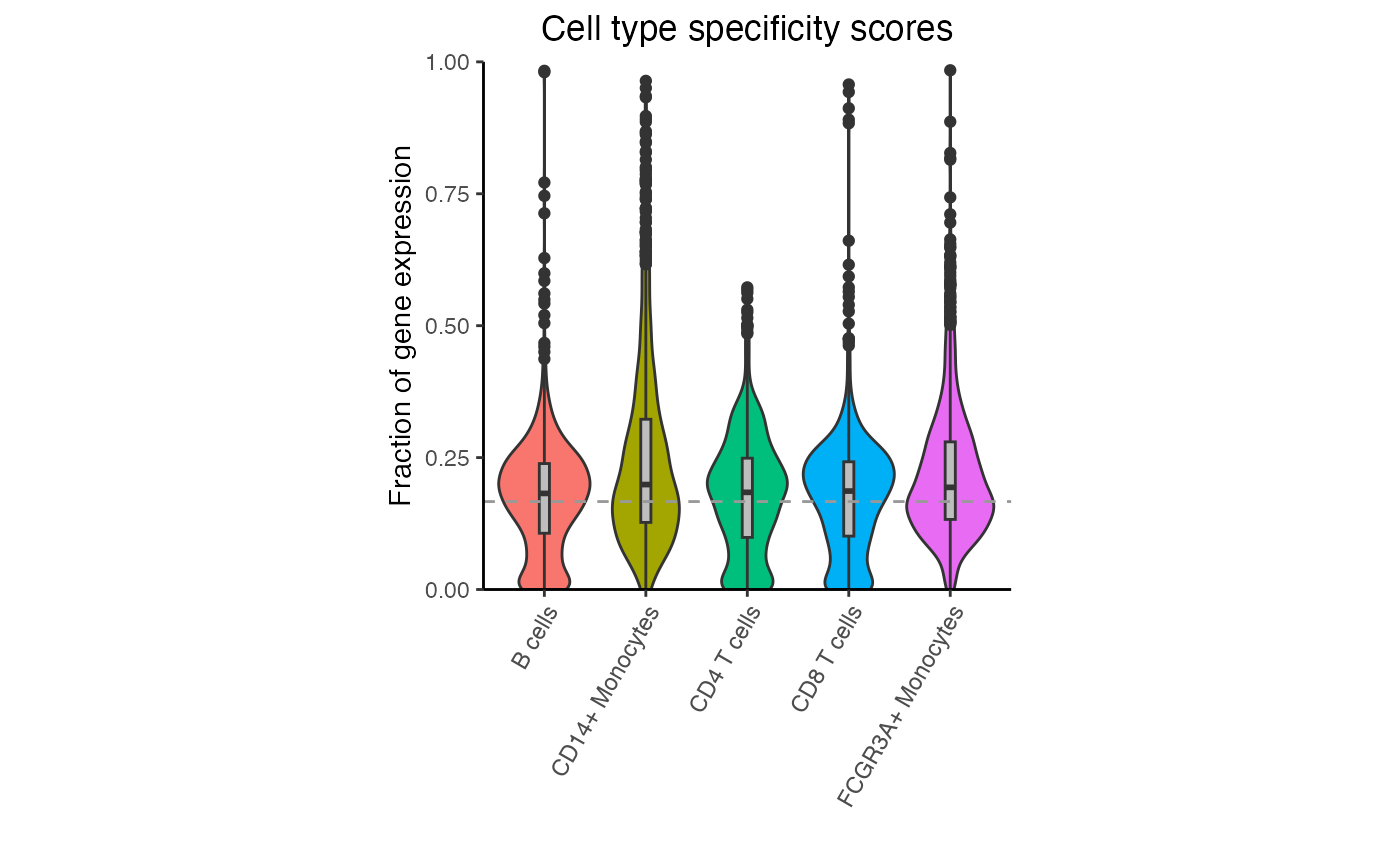 Cell type specificity scores
Fraction of gene expression
1.00
0.75
0.50
0.25
0.00
B cells
CD14+ Monocytes
CD4 T cells
CD8 T cells
FCGR3A+ Monocytes